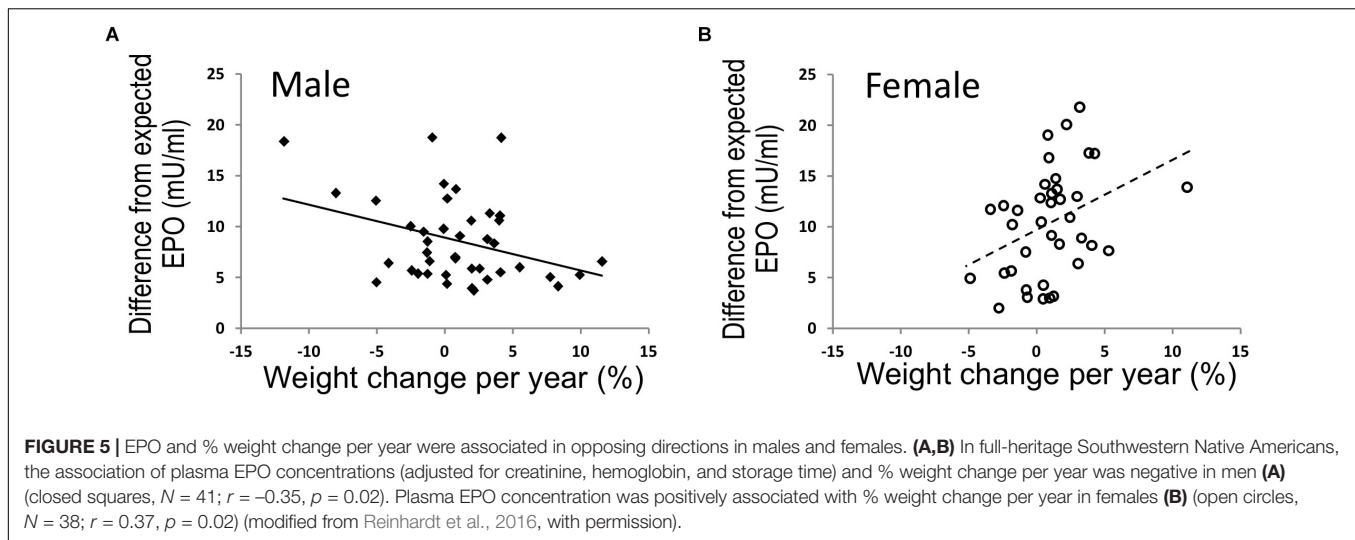 A
Difference from expected
EPO (mU/ml)
25
20
15
10
5
0
Male
-15 -10 -5 0 5 10 15
Weight change per year (%)
B
Difference from expected
EPO (mU/ml)
25
20
15
10
5
0
Female
-15 -10 -5 0 5 10 15
Weight change per year (%)
FIGURE 5 | EPO and % weight change per year were associated in opposing directions in males and females. (A,B) In full-heritage Southwestern Native Americans,
the association of plasma EPO concentrations (adjusted for creatinine, hemoglobin, and storage time) and % weight change per year was negative in men (A)
(closed squares, N = 41; r = –0.35, p = 0.02). Plasma EPO concentration was positively associated with % weight change per year in females (B) (open circles,
N = 38; r = 0.37, p = 0.02) (modified from Reinhardt et al., 2016, with permission).